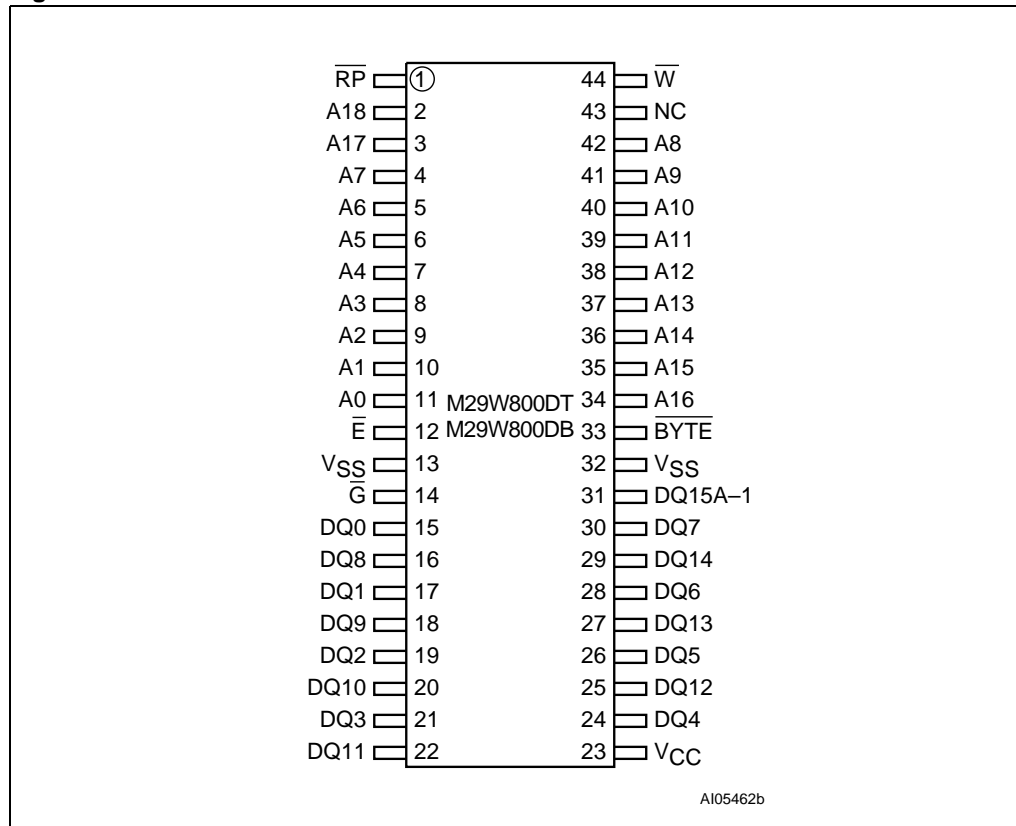 R̅P̅ 1 44 W̅
A18 2 43 NC
A17 3 42 A8
A7 4 41 A9
A6 5 40 A10
A5 6 39 A11
A4 7 38 A12
A3 8 37 A13
A2 9 36 A14
A1 10 35 A15
A0 11 M29W800DT 34 A16
E̅ 12 M29W800DB 33 B̅Y̅T̅E̅
VSS 13 32 VSS
G̅ 14 31 DQ15A–1
DQ0 15 30 DQ7
DQ8 16 29 DQ14
DQ1 17 28 DQ6
DQ9 18 27 DQ13
DQ2 19 26 DQ5
DQ10 20 25 DQ12
DQ3 21 24 DQ4
DQ11 22 23 VCC
AI05462b